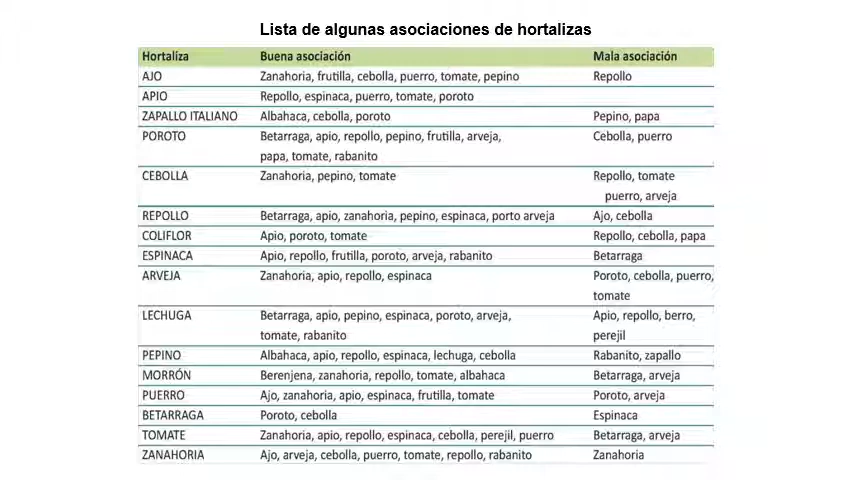 Lista de algunas asociaciones de hortalizas
Hortaliza Buena asociación Mala asociación
AJO Zanahoria, frutilla, cebolla, puerro, tomate, pepino Repollo
APIO Repollo, espinaca, puerro, tomate, poroto
ZAPALLO ITALIANO Albahaca, cebolla, poroto Pepino, papa
POROTO Betarraga, apio, repollo, pepino, frutilla, arveja, Cebolla, puerro
papa, tomate, rabanito
CEBOLLA Zanahoria, pepino, tomate Repollo, tomate
puerro, arveja
REPOLLO Betarraga, apio, zanahoria, pepino, espinaca, porto arveja Ajo, cebolla
COLIFLOR Apio, poroto, tomate Repollo, cebolla, papa
ESPINACA Apio, repollo, frutilla, poroto, arveja, rabanito Betarraga
ARVEJA Zanahoria, apio, repollo, espinaca Poroto, cebolla, puerro,
tomate
LECHUGA Betarraga, apio, pepino, espinaca, poroto, arveja, Apio, repollo, berro,
tomate, rabanito perejil
PEPINO Albahaca, apio, repollo, espinaca, lechuga, cebolla Rabanito, zapallo
MORRÓN Berenjena, zanahoria, repollo, tomate, albahaca Betarraga, arveja
PUERRO Ajo, zanahoria, apio, espinaca, frutilla, tomate Poroto, arveja
BETARRAGA Poroto, cebolla Espinaca
TOMATE Zanahoria, apio, repollo, espinaca, cebolla, perejil, puerro Betarraga, arveja
ZANAHORIA Ajo, arveja, cebolla, puerro, tomate, repollo, rabanito Zanahoria